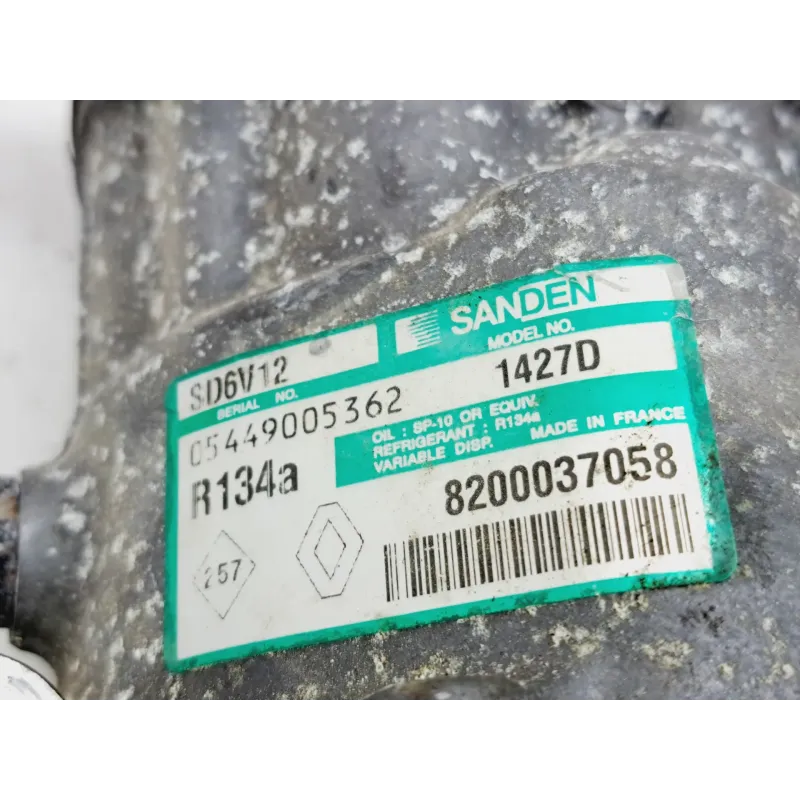 SANDEN
SD6V12
MODEL NO.
SERIAL NO.
1427D
05449005362
OIL : SP-10 OR EQUIV.
REFRIGERANT : R134a
VARIABLE DISP. MADE IN FRANCE
R134a
8200037058
257